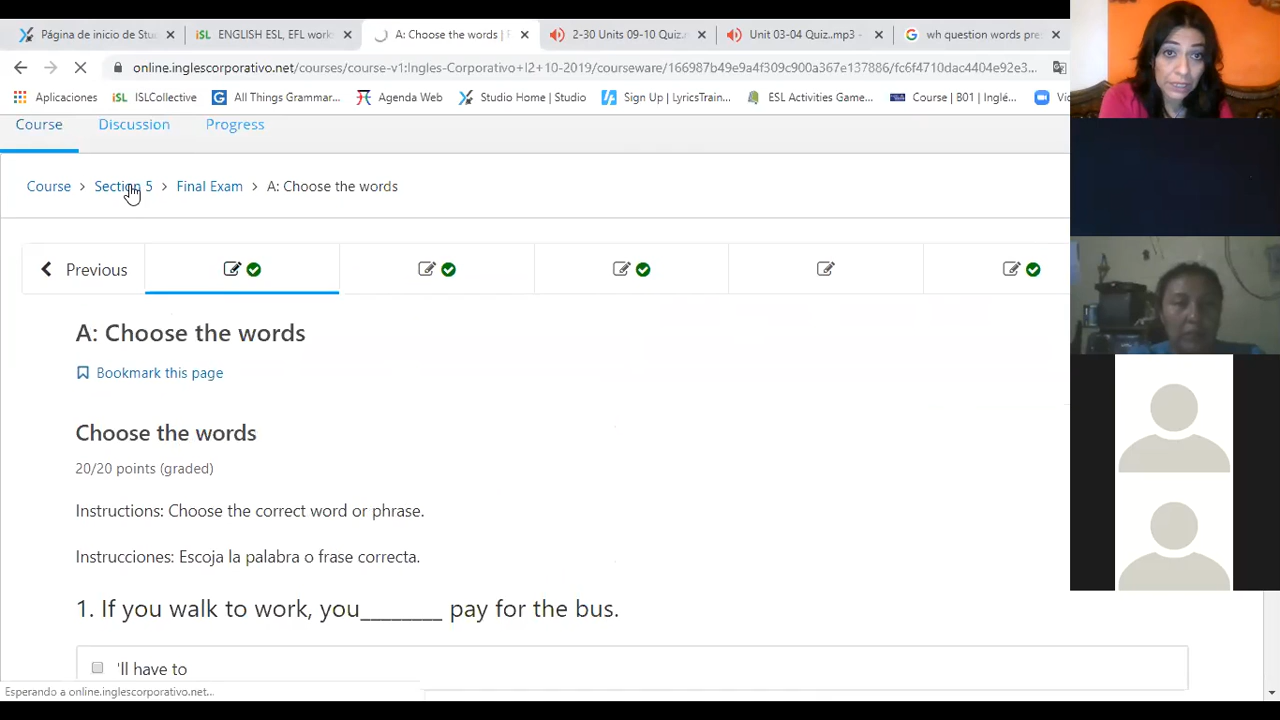 Página de inicio de Stu
ENGLISH ESL, EFL work
A: Choose the words | F
2-30 Units 09-10 Quiz.m
Unit 03-04 Quiz..mp3 -
wh question words pre
online.inglescorporativo.net/courses/course-v1:Ingles-Corporativo+I2+10-2019/courseware/166987b49e9a4f309c900a367e137886/fc6f4710dac4404e92e3...
Aplicaciones
iSL ISLCollective
All Things Grammar...
Agenda Web
Studio Home | Studio
Sign Up | LyricsTrain...
ESL Activities Game...
Course | B01 | Inglé...
Course Discussion Progress
Course > Section 5 > Final Exam > A: Choose the words
Previous
A: Choose the words
Bookmark this page
Choose the words
20/20 points (graded)
Instructions: Choose the correct word or phrase.
Instrucciones: Escoja la palabra o frase correcta.
1. If you walk to work, you________ pay for the bus.
'll have to
Esperando a online.inglescorporativo.net...